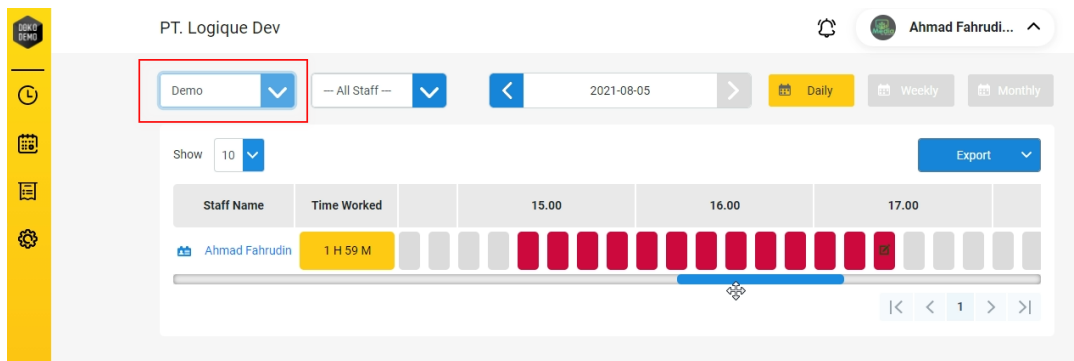 DOKO
DEMO
PT. Logique Dev
Ahmad Fahrudi...
Demo
--- All Staff ---
2021-08-05
Daily
Weekly
Monthly
Show
10
Export
Staff Name
Time Worked
15.00
16.00
17.00
Ahmad Fahrudin
1 H 59 M
1